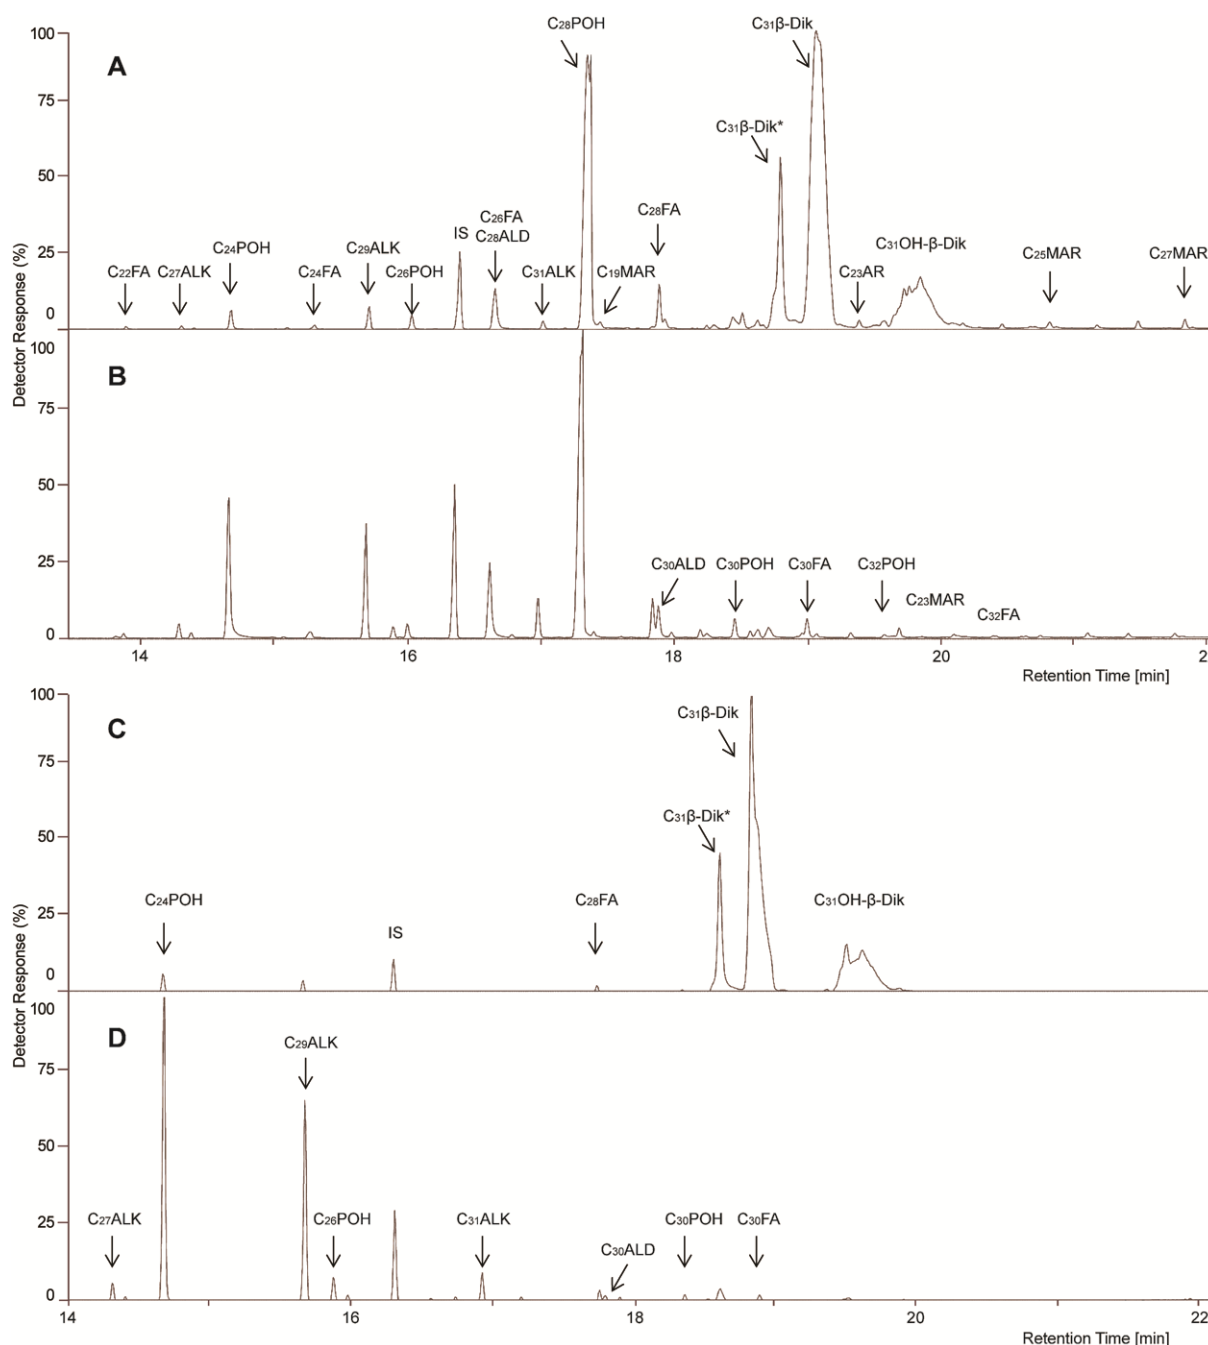 C₂₈POH
C₃₁β-Dik
100
A
75
C₃₁β-Dik*
50
C₂₆FA
IS
C₂₈ALD
C₂₈FA
C₂₄POH
C₂₉ALK
C₃₁OH-β-Dik
25
C₂₂FA
C₂₇ALK
C₂₄FA
C₂₆POH
C₃₁ALK
C₁₉MAR
C₂₃AR
C₂₅MAR
C₂₇MAR
0
Detector Response (%)
100
B
75
50
25
C₃₀ALD
C₃₀POH
C₃₀FA
C₃₂POH
C₂₃MAR
C₃₂FA
0
14
16
18
20
2
Retention Time [min]
100
C
C₃₁β-Dik
75
C₃₁β-Dik*
50
C₂₄POH
C₂₈FA
C₃₁OH-β-Dik
25
IS
0
Detector Response (%)
100
D
C₂₉ALK
75
50
25
C₂₇ALK
C₂₆POH
C₃₁ALK
C₃₀ALD
C₃₀POH
C₃₀FA
0
14
16
18
20
22
Retention Time [min]